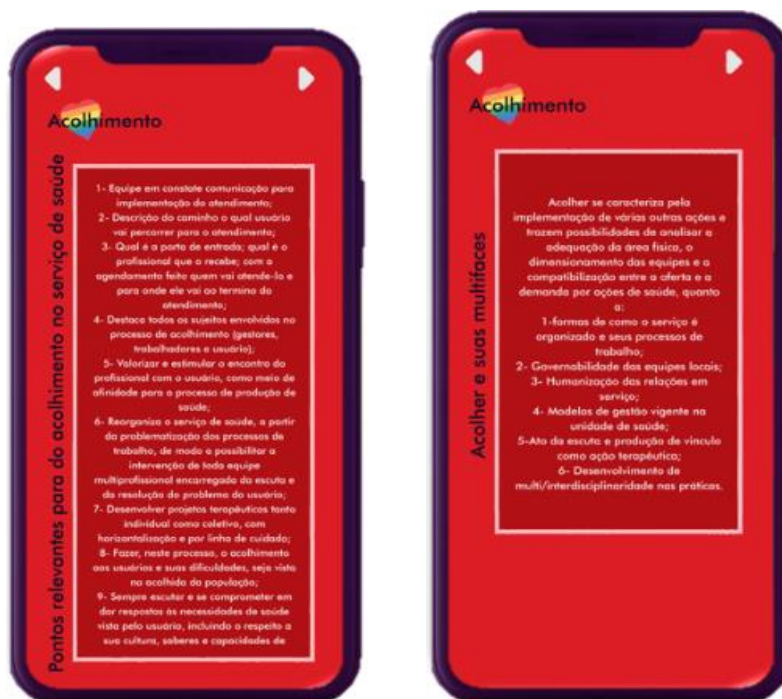 Acolhimento
Pontos relevantes para do acolhimento no serviço de saúde
1- Equipe em constate comunicação para
implementação do atendimento;
2- Descrição do caminho o qual usuário
vai percorrer para o atendimento;
3- Qual é a porta de entrada; qual é o
profissional que o recebe; com o
agendamento feito quem vai atende-lo e
para onde ele vai ao termino do
atendimento;
4- Destaca todos os sujeitos envolvidos no
processo de acolhimento (gestores,
trabalhadores e usuário);
5- Valorizar e estimular o encontro do
profissional com o usuário, como meio de
afinidade para o processo de produção de
saúde;
6- Reorganiza o serviço de saúde, a partir
da problematização dos processos de
trabalho, de modo a possibilitar a
intervenção de toda equipe
multiprofissional encarregada da escuta e
da resolução do problema do usuário;
7- Desenvolver projetos terapêuticos tanto
individual como coletivo, com
horizontalização e por linha de cuidado;
8- Fazer, neste processo, o acolhimento
aos usuários e suas dificuldades, seja vista
na acolhida da população;
9- Sempre escutar e se comprometer em
dar respostas às necessidades de saúde
vista pelo usuário, incluindo o respeito a
sua cultura, saberes e capacidades de
Acolhimento
Acolher e suas multifaces
Acolher se caracteriza pela
implementação de várias outras ações e
trazem possibilidades de analisar a
adequação da área física, o
dimensionamento das equipes e a
compatibilização entre a oferta e a
demanda por ações de saúde, quanto
a:
1-formas de como o serviço é
organizado e seus processos de
trabalho;
2- Governabilidade das equipes locais;
3- Humanização das relações em
serviço;
4- Modelos de gestão vigente na
unidade de saúde;
5-Ato da escuta e produção de vinculo
como ação terapêutica;
6- Desenvolvimento de
multi/interdisciplinaridade nas práticas.